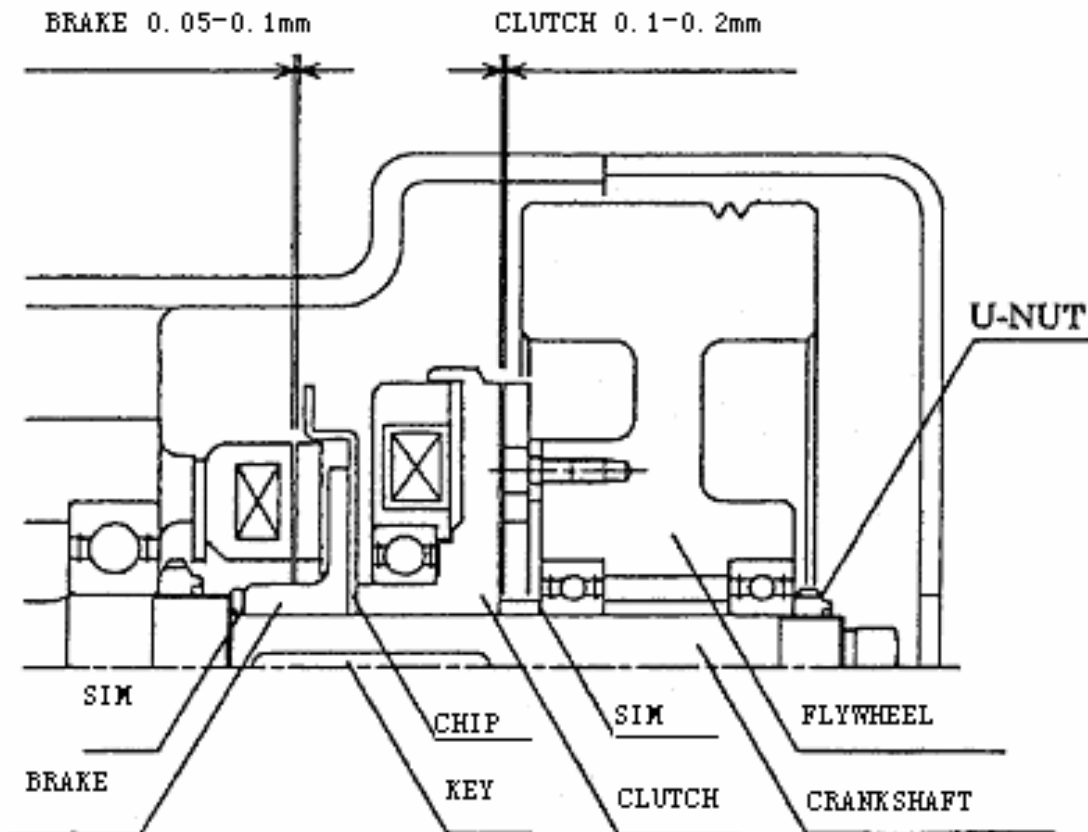 BRAKE 0.05-0.1mm
CLUTCH 0.1-0.2mm
U-NUT
SIM
CHIP
SIM
FLYWHEEL
BRAKE
KEY
CLUTCH
CRANKSHAFT